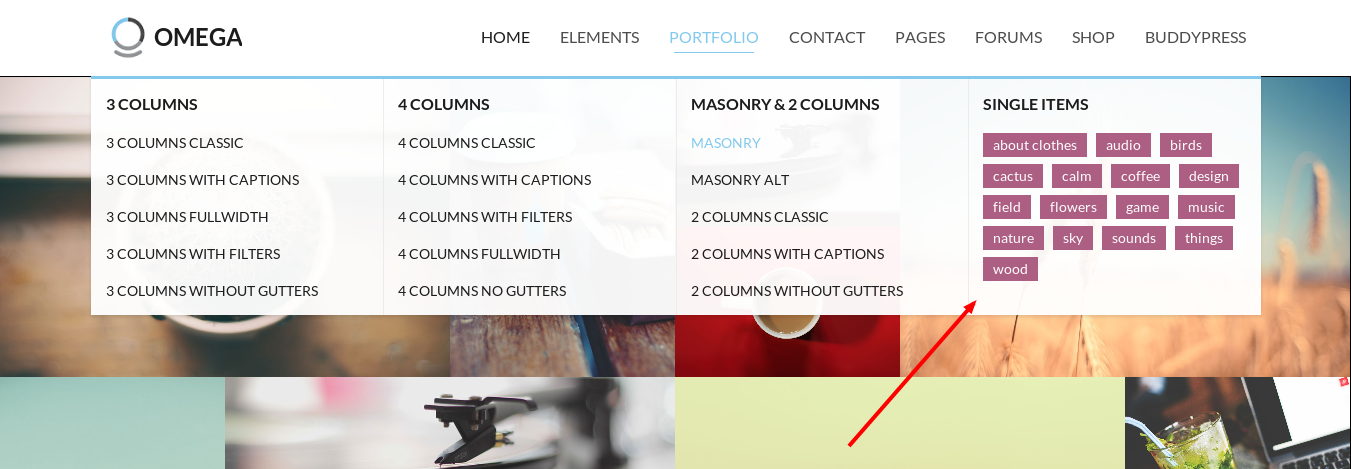 OMEGA
HOME ELEMENTS PORTFOLIO CONTACT PAGES FORUMS SHOP BUDDYPRESS
3 COLUMNS
3 COLUMNS CLASSIC
3 COLUMNS WITH CAPTIONS
3 COLUMNS FULLWIDTH
3 COLUMNS WITH FILTERS
3 COLUMNS WITHOUT GUTTERS
4 COLUMNS
4 COLUMNS CLASSIC
4 COLUMNS WITH CAPTIONS
4 COLUMNS WITH FILTERS
4 COLUMNS FULLWIDTH
4 COLUMNS NO GUTTERS
MASONRY & 2 COLUMNS
MASONRY
MASONRY ALT
2 COLUMNS CLASSIC
2 COLUMNS WITH CAPTIONS
2 COLUMNS WITHOUT GUTTERS
SINGLE ITEMS
about clothes audio birds
cactus calm coffee design
field flowers game music
nature sky sounds things
wood